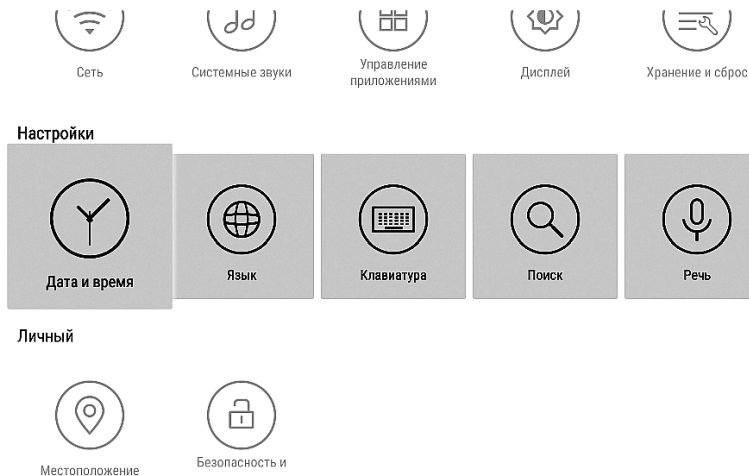 Сеть
Системные звуки
Управление
приложениями
Дисплей
Хранение и сброс
Настройки
Дата и время
Язык
Клавиатура
Поиск
Речь
Личный
Местоположение
Безопасность и